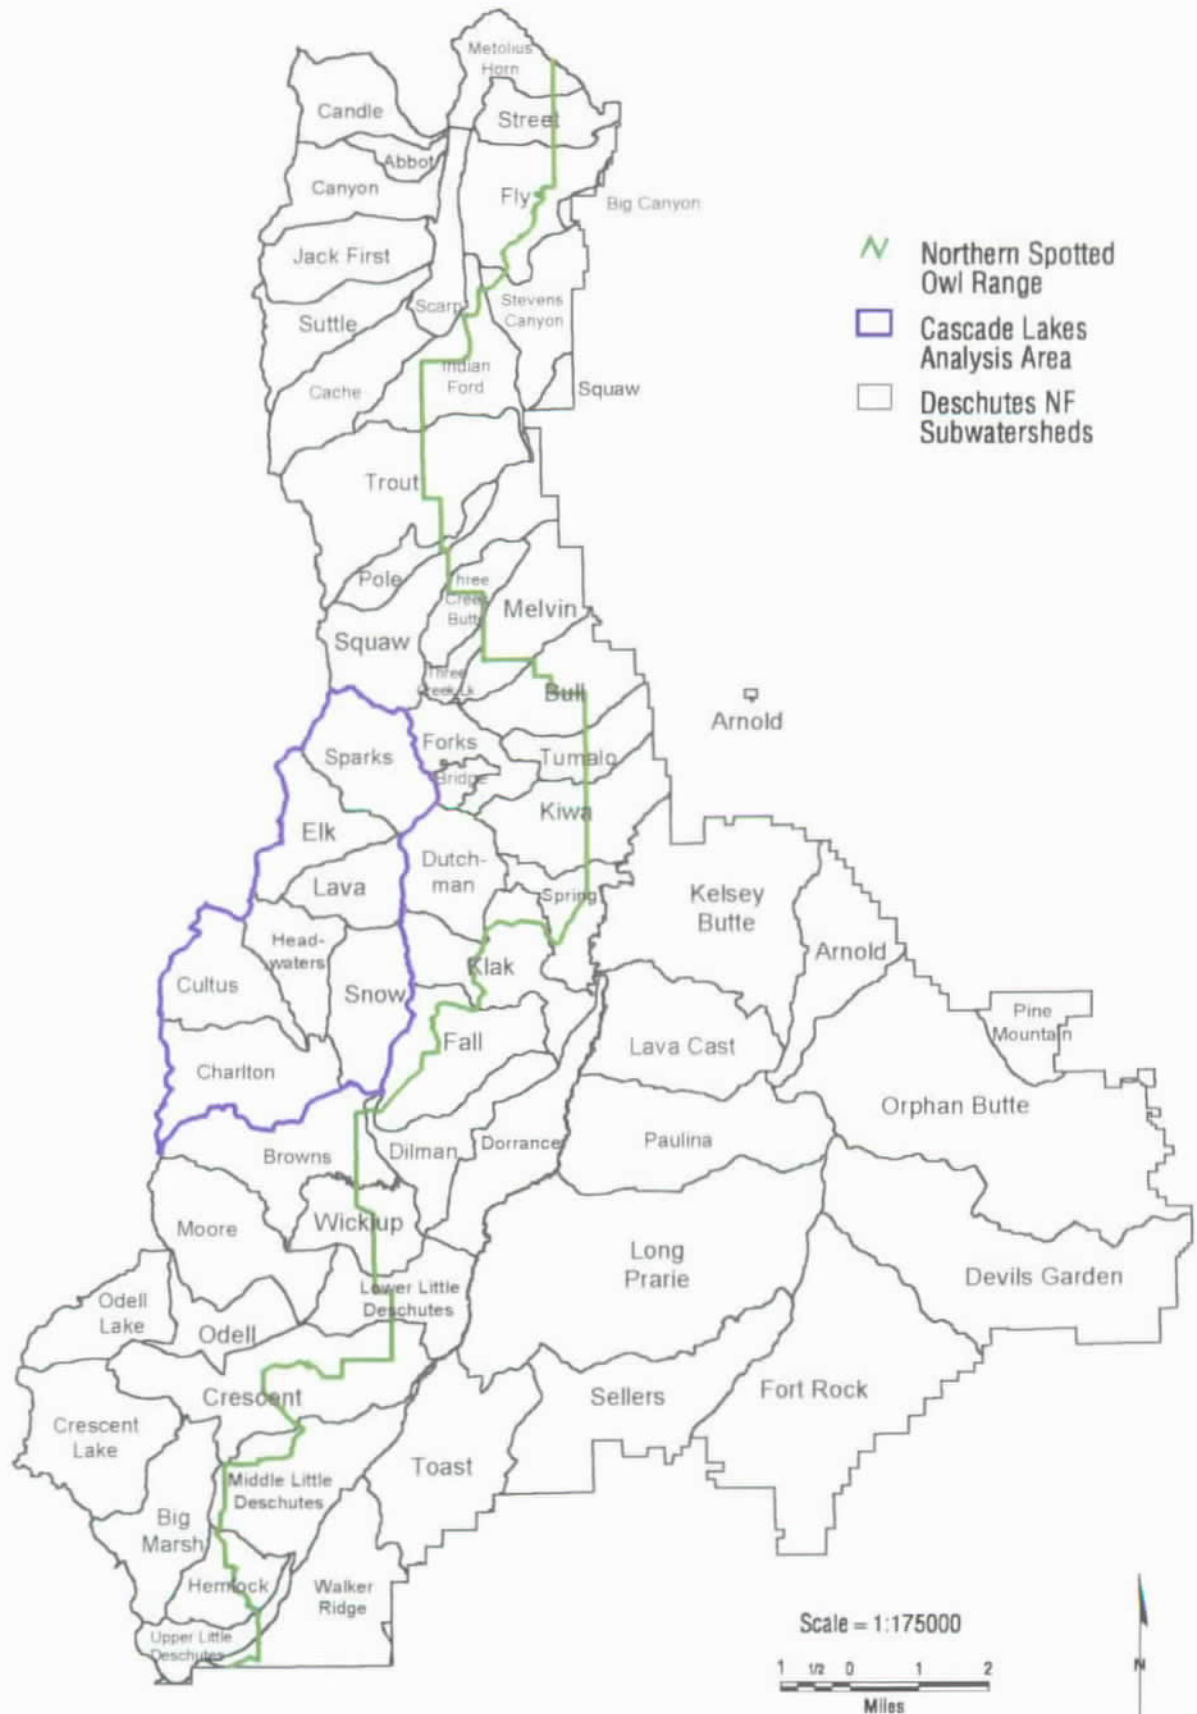 Metolius
Horn
Candle
Street
Abbot
Canyon
Fly
Big Canyon
Jack First
Northern Spotted
Owl Range
Scarp
Stevens
Canyon
Suttle
Cascade Lakes
Analysis Area
Indian
Ford
Cache
Squaw
Deschutes NF
Subwatersheds
Trout
Pole
Three
Creek
Butt
Melvin
Squaw
Three
Creek Lk
Bull
Arnold
Forks
Sparks
Tumalo
Bridge
Kiwa
Elk
Dutch-
man
Lava
Spring
Kelsey
Butte
Arnold
Head-
waters
Klak
Cultus
Snow
Pine
Mountain
Fall
Lava Cast
Charlton
Orphan Butte
Browns
Dilman
Dorrance
Paulina
Moore
Wickiup
Long
Prarie
Devils Garden
Odell
Lake
Lower Little
Deschutes
Odell
Crescent
Sellers
Fort Rock
Crescent
Lake
Toast
Middle Little
Deschutes
Big
Marsh
Hemlock
Walker
Ridge
Upper Little
Deschutes
Scale = 1:175000
1 1/2 0 1 2
Miles
N